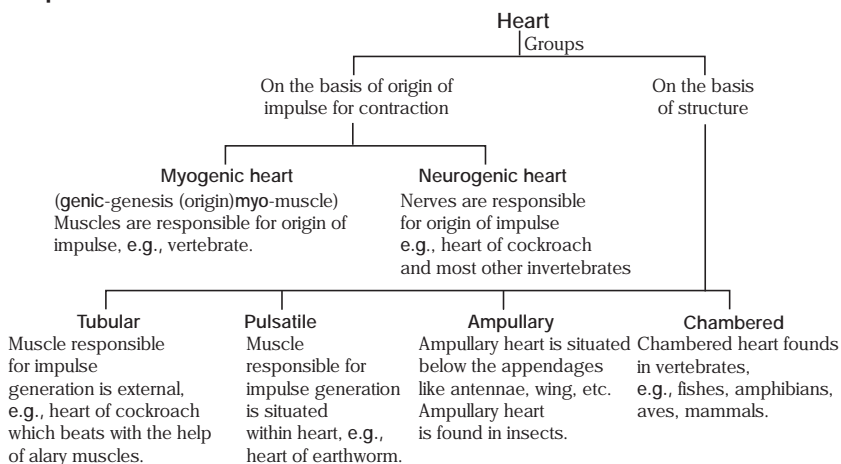 Heart
Groups
On the basis of origin of
impulse for contraction
On the basis
of structure
Myogenic heart
(genic-genesis (origin)myo-muscle)
Muscles are responsible for origin of
impulse, e.g., vertebrate.
Neurogenic heart
Nerves are responsible
for origin of impulse
e.g., heart of cockroach
and most other invertebrates
Tubular
Muscle responsible
for impulse
generation is external,
e.g., heart of cockroach
which beats with the help
of alary muscles.
Pulsatile
Muscle
responsible for
impulse generation
is situated
within heart, e.g.,
heart of earthworm.
Ampullary
Ampullary heart is situated
below the appendages
like antennae, wing, etc.
Ampullary heart
is found in insects.
Chambered
Chambered heart founds
in vertebrates,
e.g., fishes, amphibians,
aves, mammals.